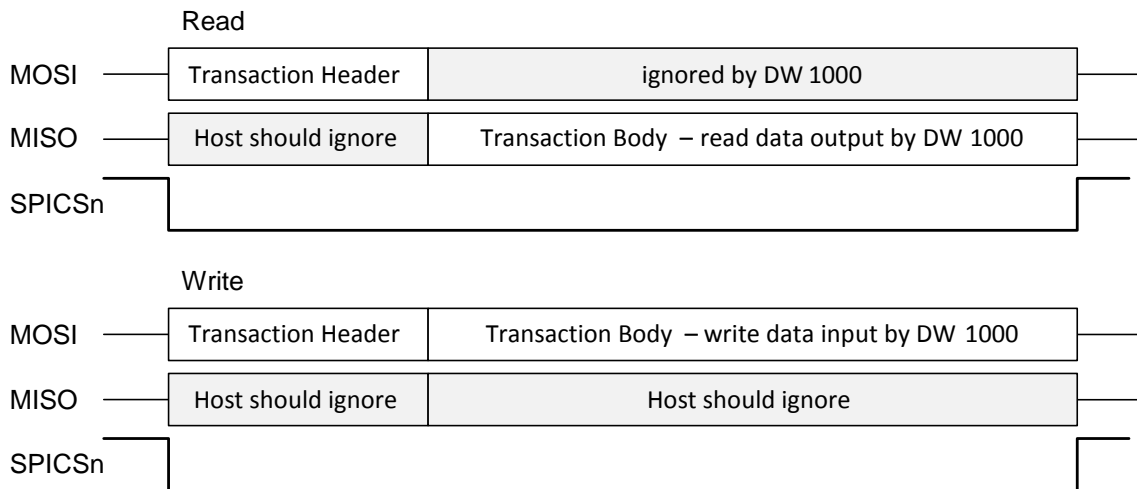 Read
MOSI Transaction Header ignored by DW 1000
MISO Host should ignore Transaction Body – read data output by DW 1000
SPICSn
Write
MOSI Transaction Header Transaction Body – write data input by DW 1000
MISO Host should ignore Host should ignore
SPICSn